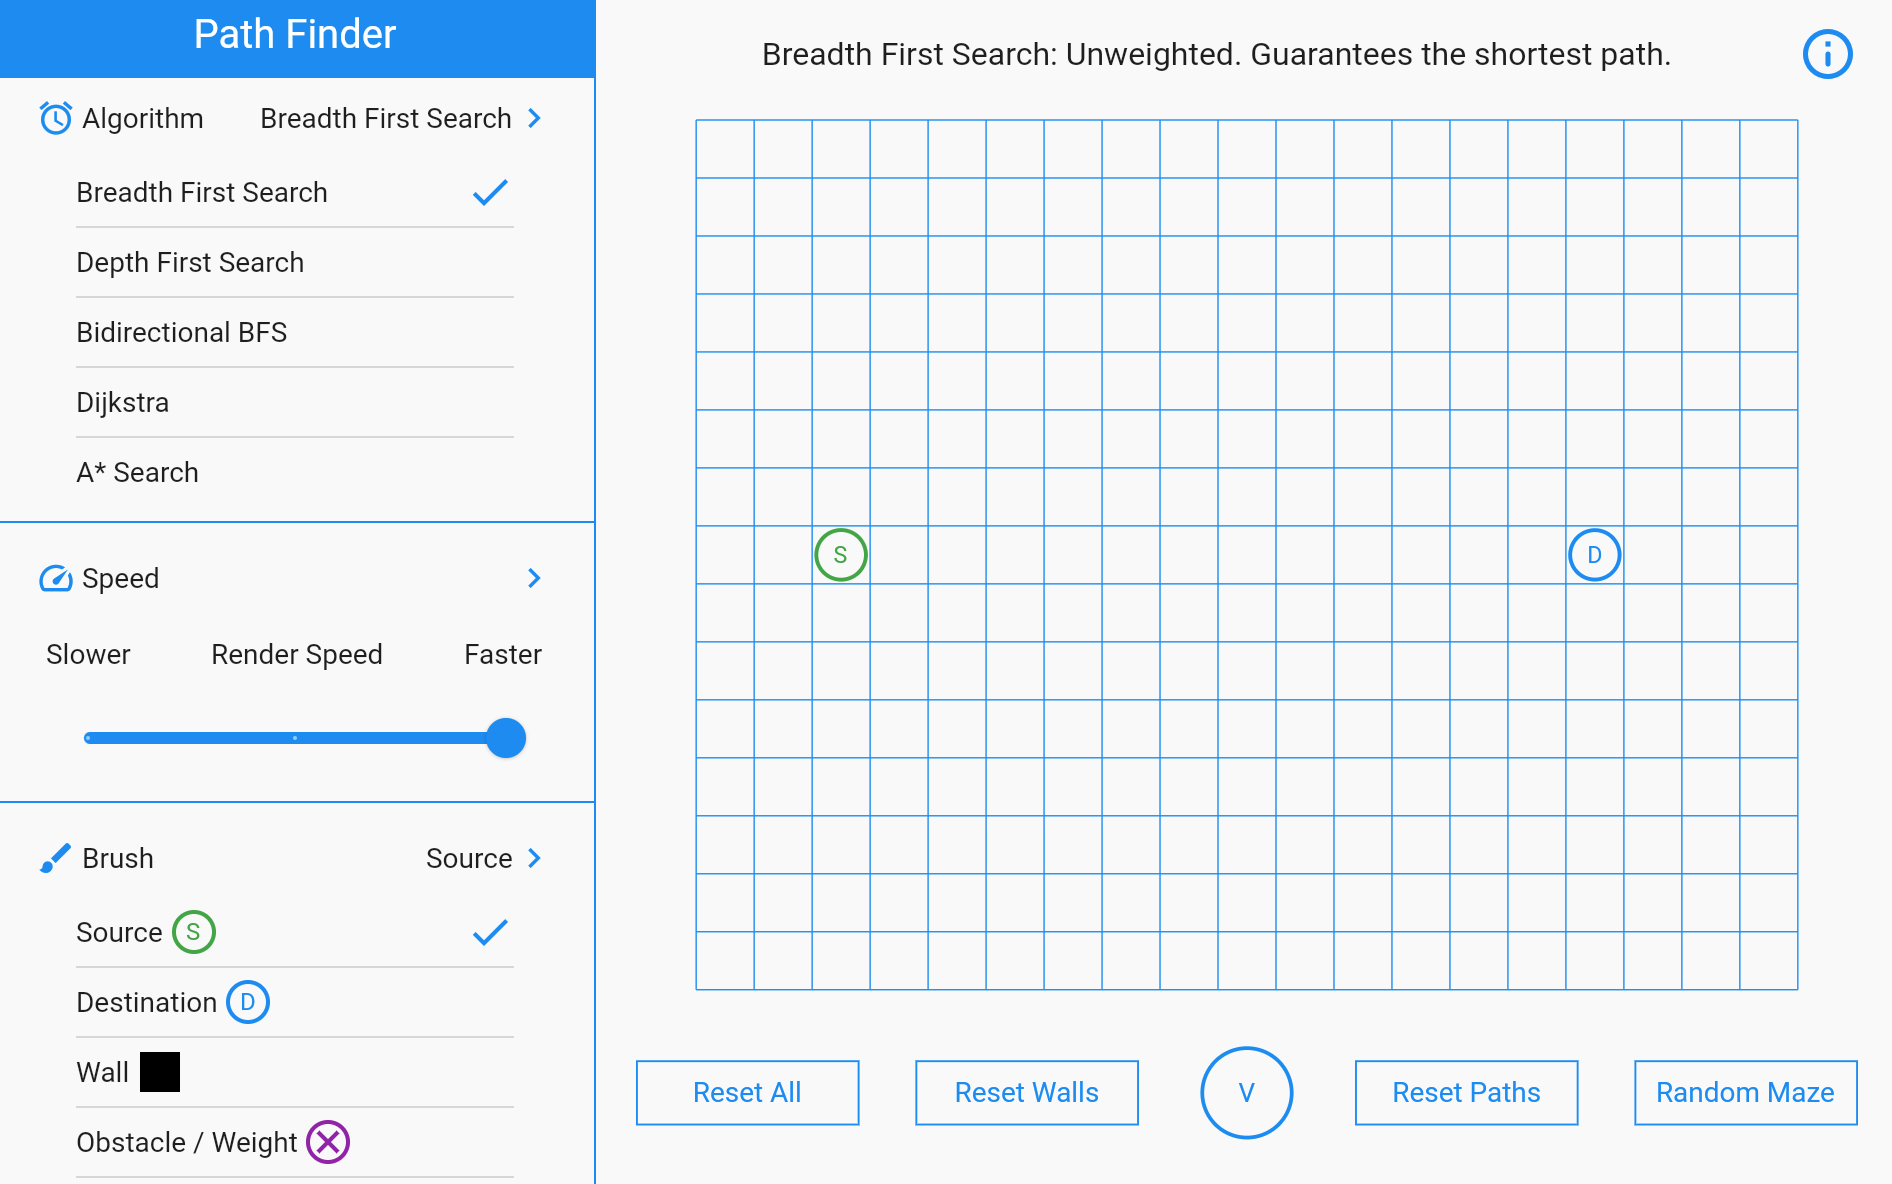 Path Finder
Algorithm Breadth First Search
Breadth First Search
Depth First Search
Bidirectional BFS
Dijkstra
A* Search
Speed
Slower Render Speed Faster
Brush Source
Source S
Destination D
Wall
Obstacle / Weight
Breadth First Search: Unweighted. Guarantees the shortest path.
S D
Reset All Reset Walls V Reset Paths Random Maze